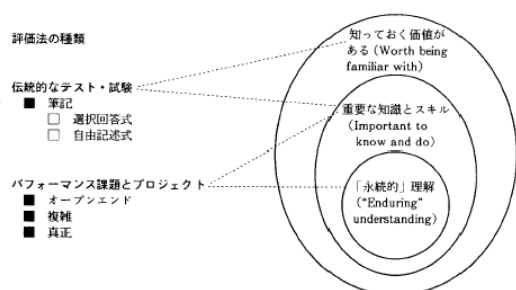 評価法の種類
伝統的なテスト・試験
■ 筆記
□ 選択回答式
□ 自由記述式
パフォーマンス課題とプロジェクト
■ オープンエンド
■ 複雑
■ 真正
知っておく価値が
ある(Worth being
familiar with)
重要な知識とスキル
(Important to
know and do)
「永続的」理解
("Enduring"
understanding)